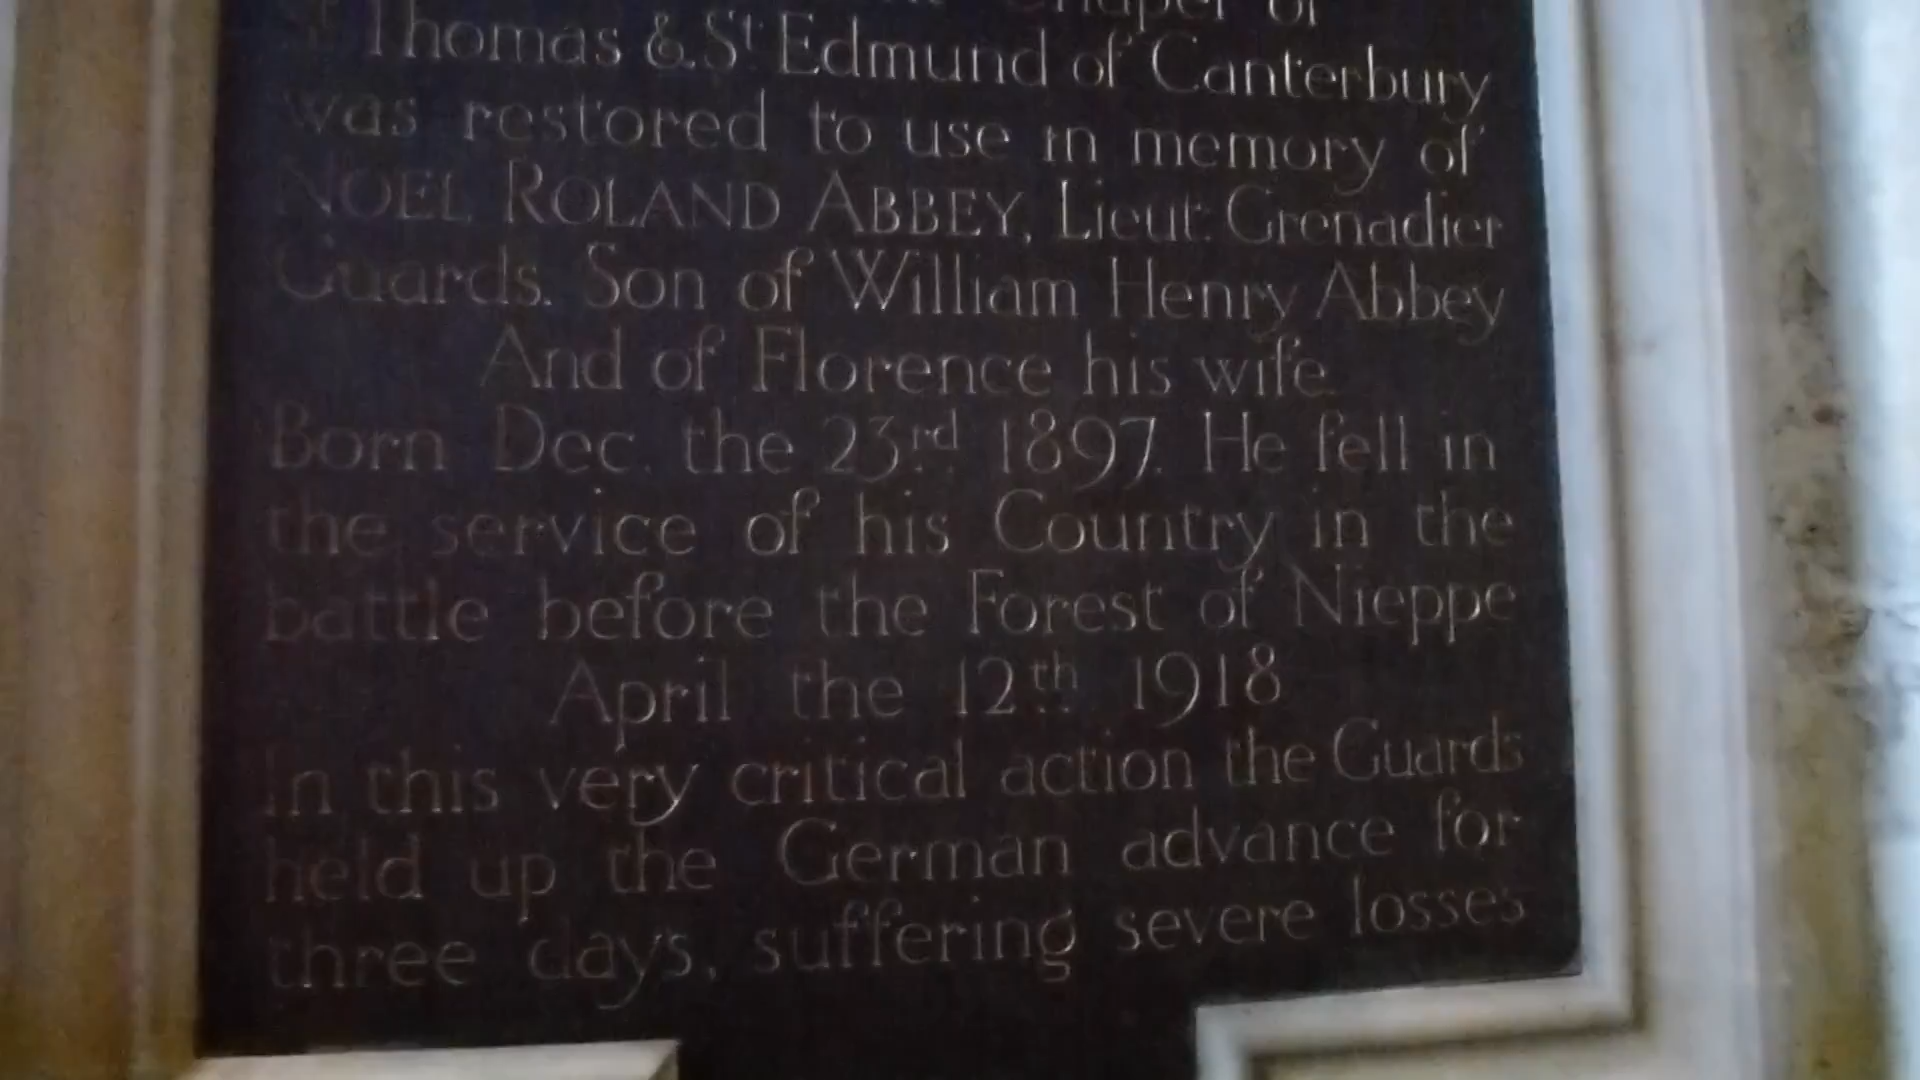 Chapel of
St Thomas & St Edmund of Canterbury
was restored to use in memory of
NOEL ROLAND ABBEY, Lieut. Grenadier
Guards. Son of William Henry Abbey
And of Florence his wife
Born Dec. the 23rd 1897. He fell in
the service of his Country in the
battle before the Forest of Nieppe
April the 12th 1918
In this very critical action the Guards
held up the German advance for
three days, suffering severe losses